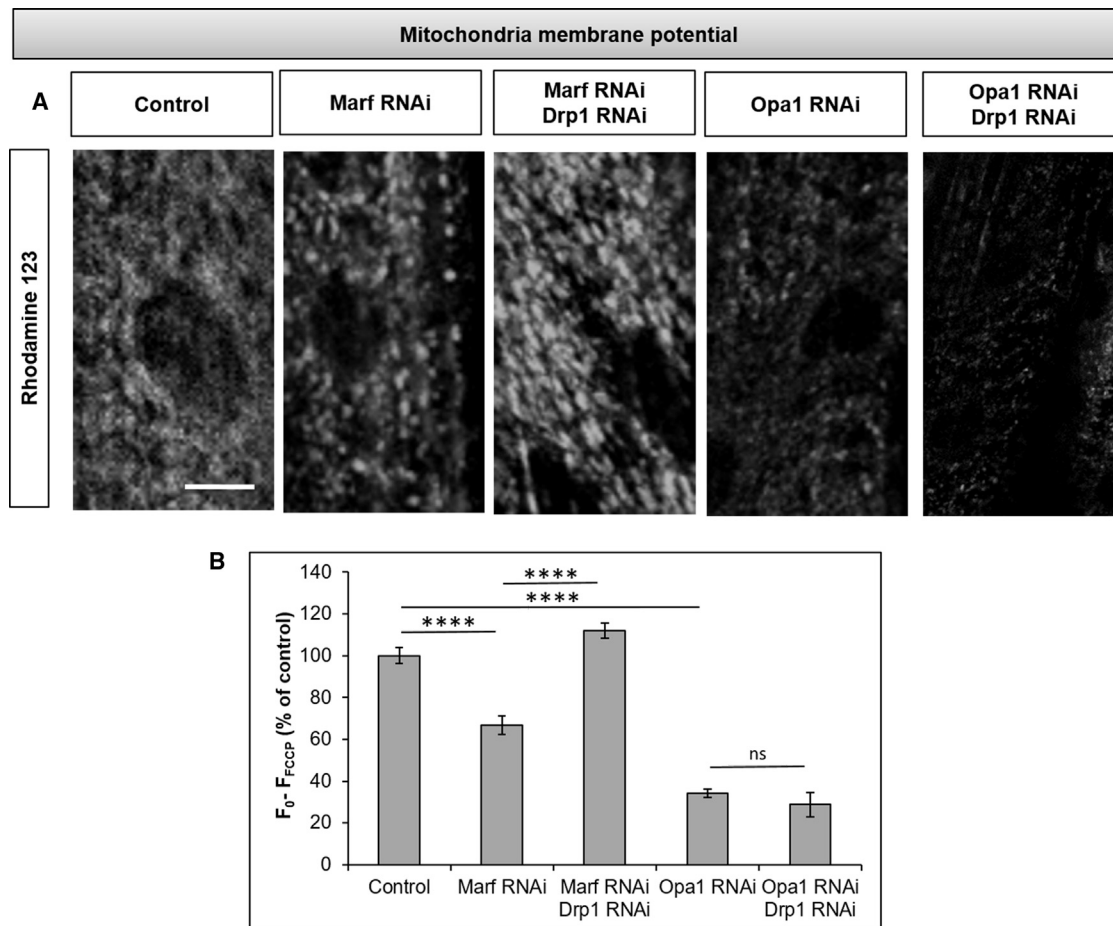 Mitochondria membrane potential
A
Control
Marf RNAi
Marf RNAi
Drp1 RNAi
Opa1 RNAi
Opa1 RNAi
Drp1 RNAi
Rhodamine 123
B
F0- FFCCP (% of control)
140
120
100
80
60
40
20
0
****
****
****
ns
Control
Marf RNAi
Marf RNAi
Drp1 RNAi
Opa1 RNAi
Opa1 RNAi
Drp1 RNAi